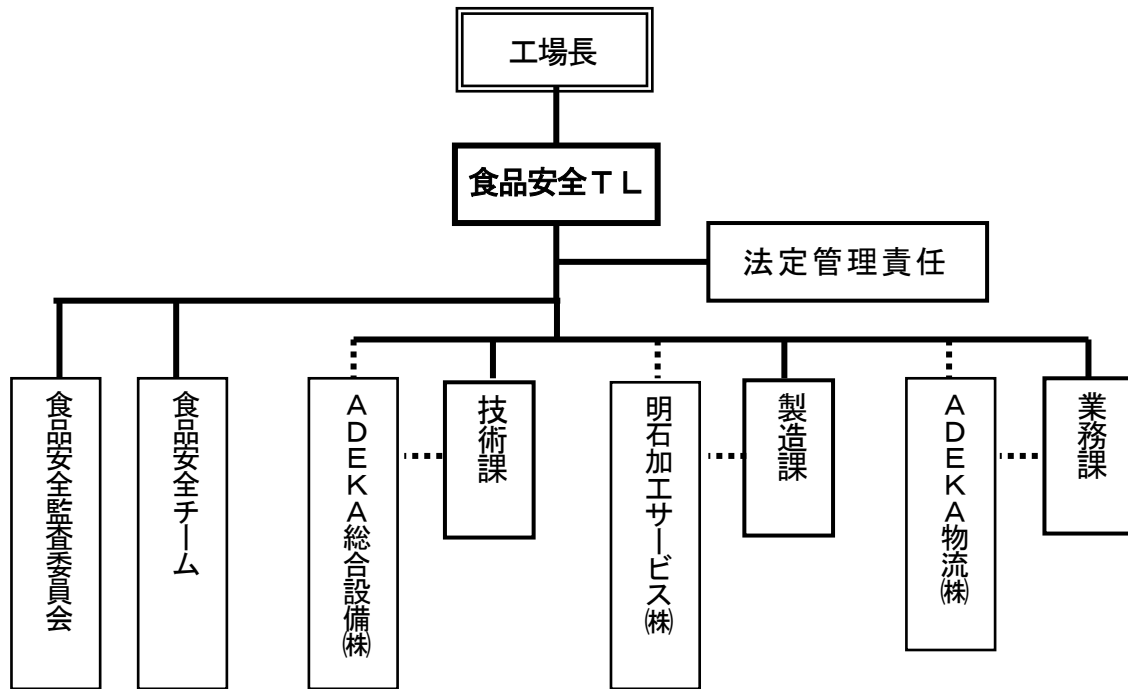 工場長
食品安全ＴＬ
法定管理責任
食品安全監査委員会
食品安全チーム
ＡＤＥＫＡ総合設備㈱
技術課
明石加工サービス㈱
製造課
ＡＤＥＫＡ物流㈱
業務課